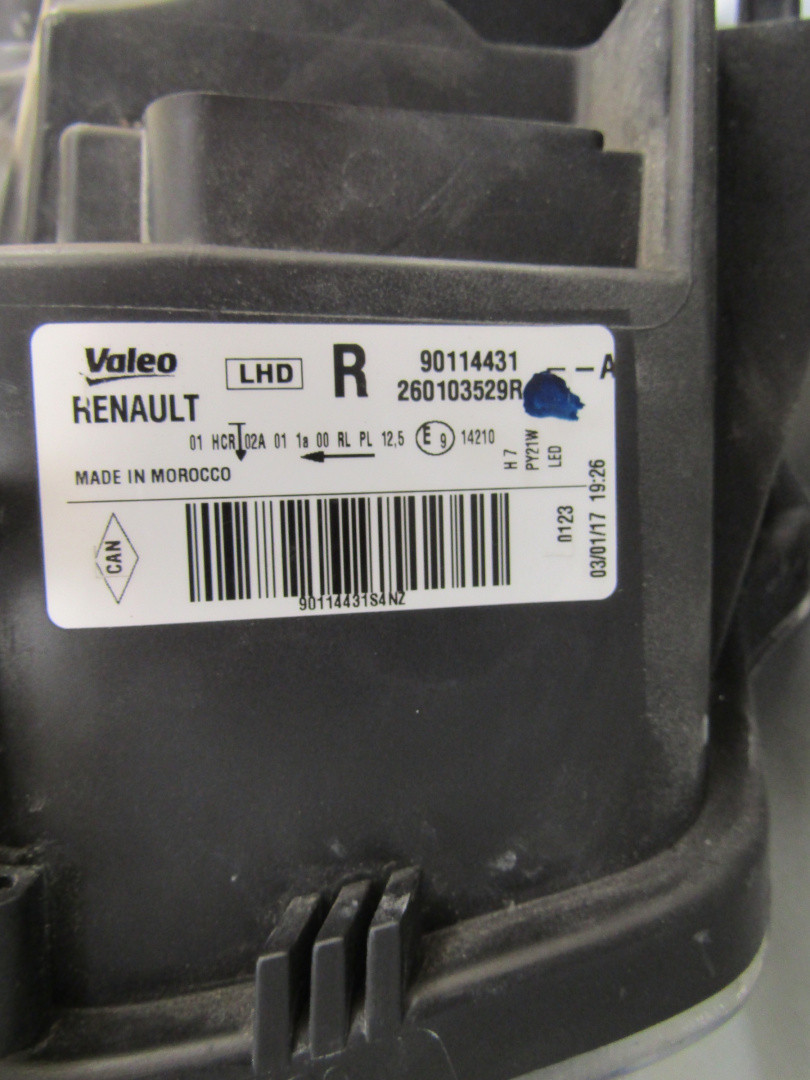 Valeo LHD R 90114431 - - A
RENAULT 260103529R
01 HCR 02A 01 1a 00 RL PL 12,5 E 9 14210
H7
PY21W
LED
MADE IN MOROCCO
CAN
0123
03/01/17 19:26
90114431S4NZ